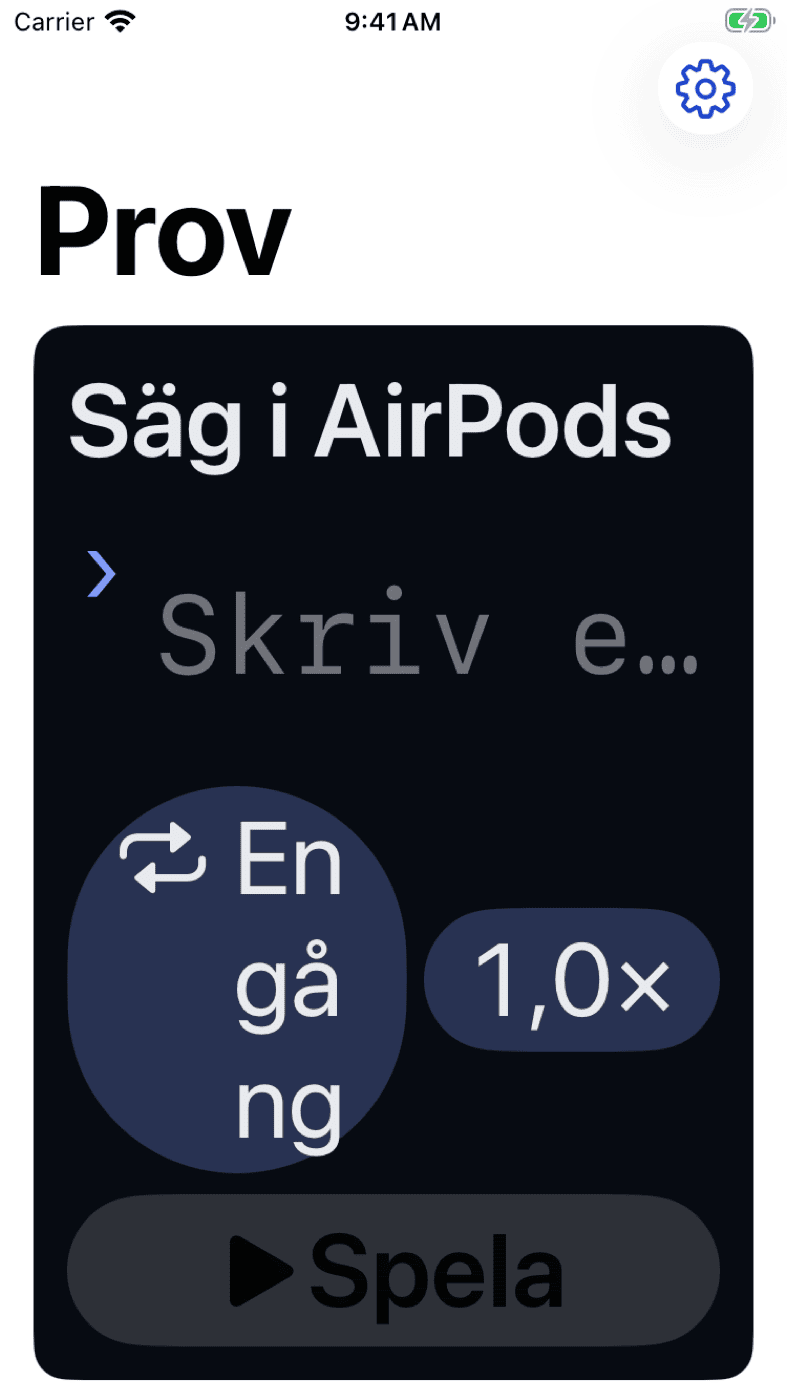 Carrier 9:41 AM
Prov
Säg i AirPods
› Skriv e…
En
gå
ng
1,0×
Spela